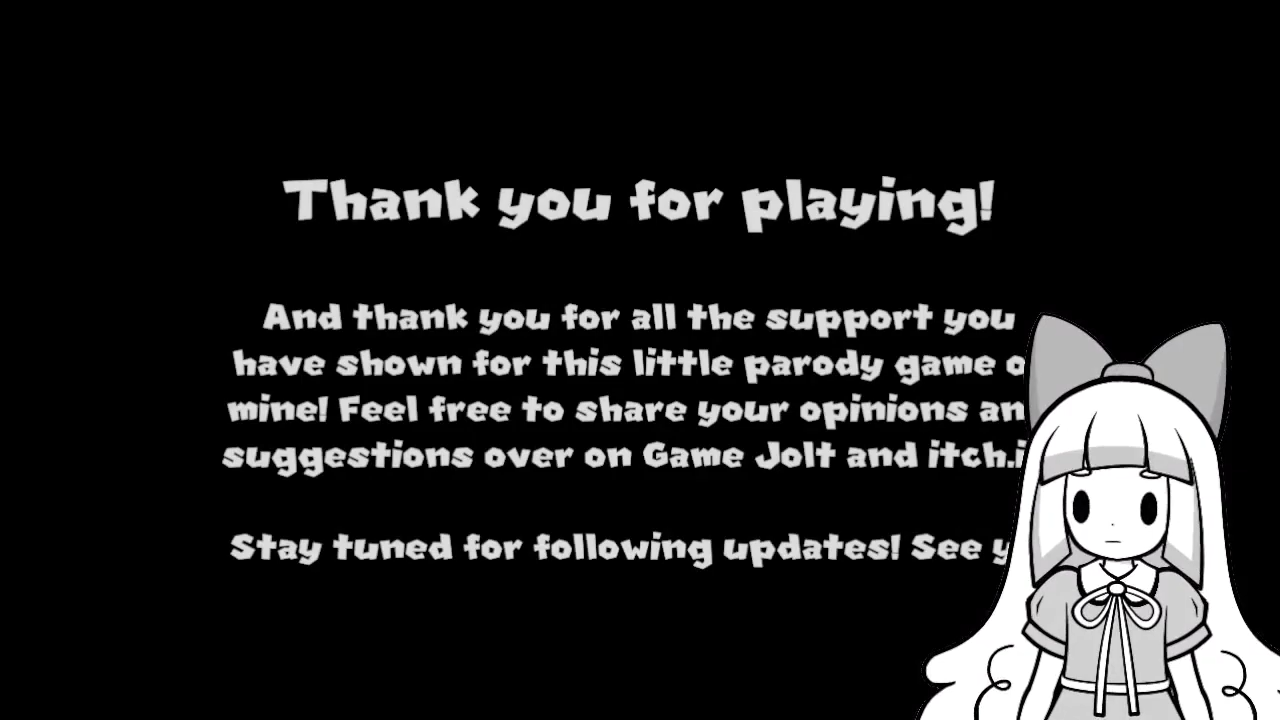 Thank you for playing!
And thank you for all the support you
have shown for this little parody game
mine! Feel free to share your opinions
suggestions over on Game Jolt and
Stay tuned for following updates! See